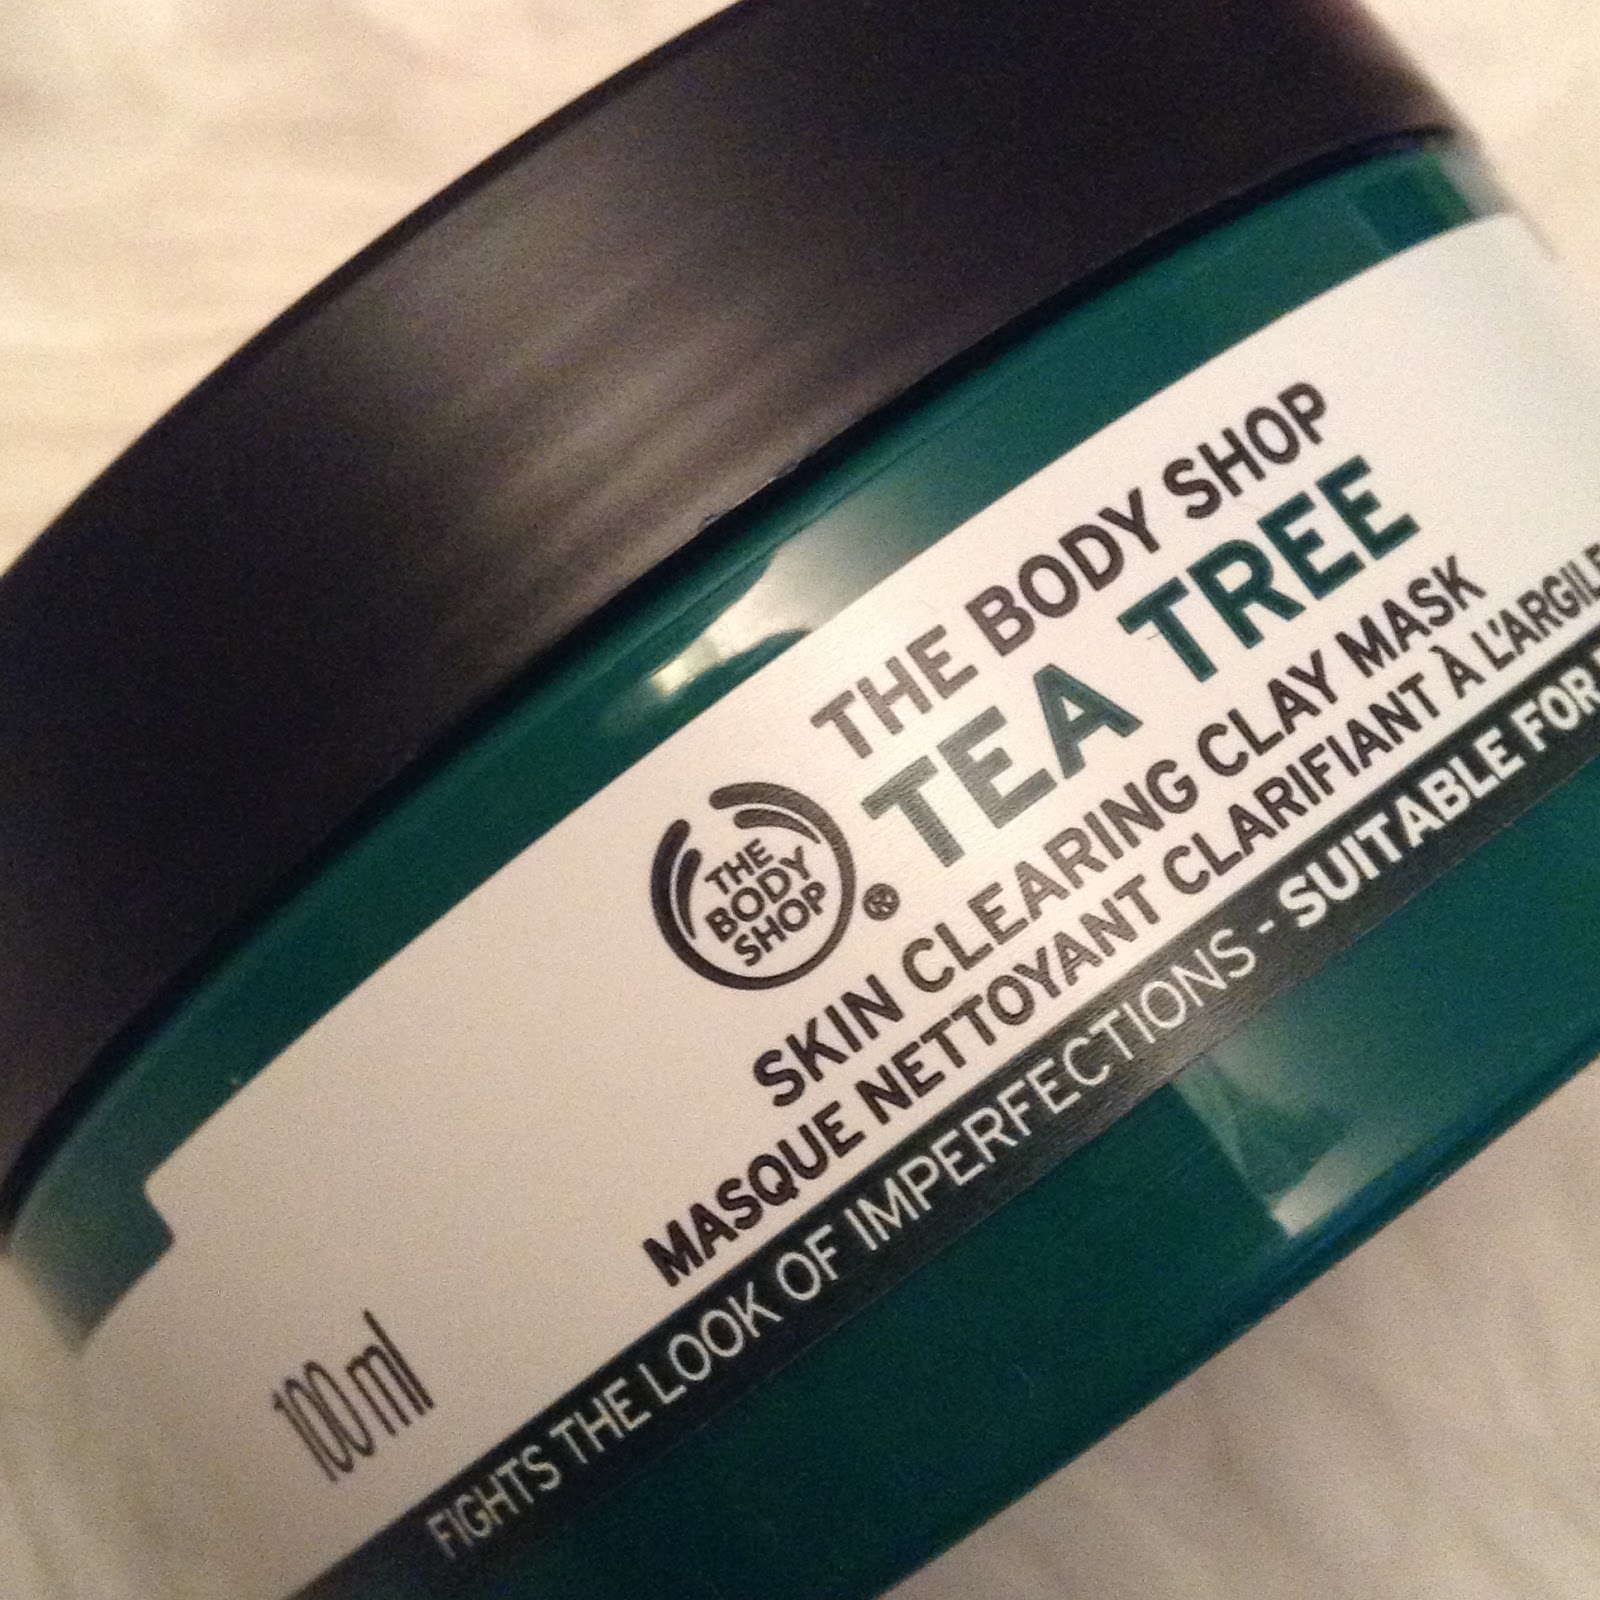 THE BODY SHOP
TEA TREE
THE
BODY
SHOP
®
SKIN CLEARING CLAY MASK
MASQUE NETTOYANT CLARIFIANT À L'ARGILE
FIGHTS THE LOOK OF IMPERFECTIONS - SUITABLE FOR
100 ml